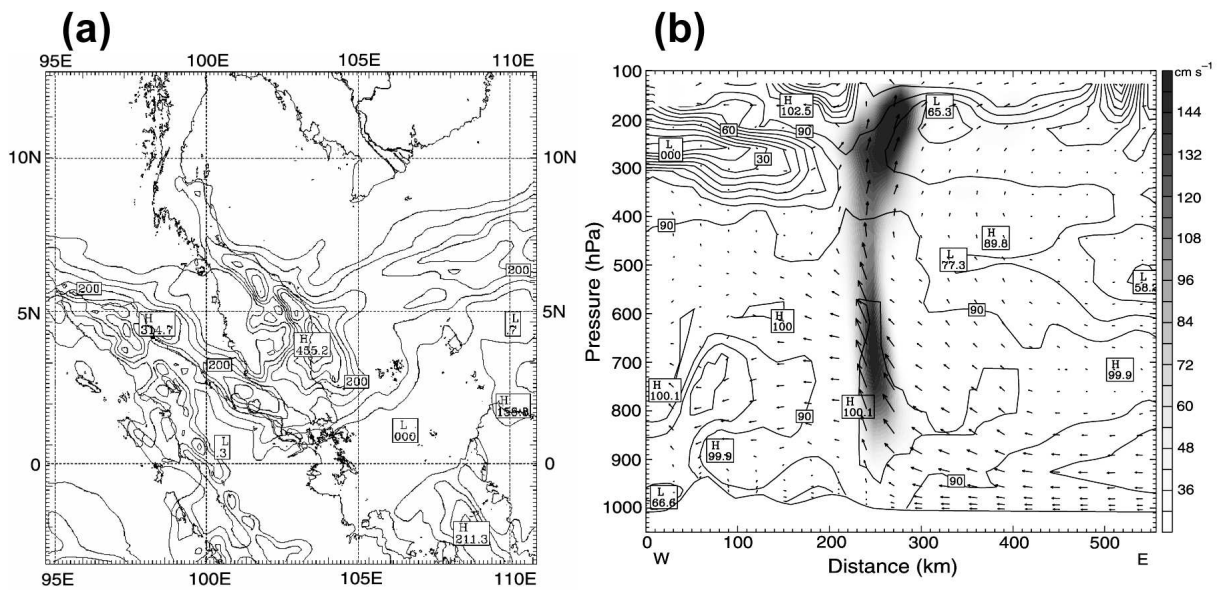 (a)
95E 100E 105E 110E
10N 10N
200
200
5N 5N
H
314.7
L
.7
H
455.2
200
200
H
L
000
L
.3
0 0
H
211.3
95E 100E 105E 110E
(b)
cm s⁻¹
100
200
300
400
500
600
700
800
900
1000
Pressure (hPa)
H
102.5
L
65.3
60
90
L
000
30
90
H
89.8
L
77.3
L
58.2
90
H
100
H
99.9
H
100.1
H
100.1
90
H
99.9
90
L
66.6
0 100 200 300 400 500
W Distance (km) E
144
132
120
108
96
84
72
60
48
36